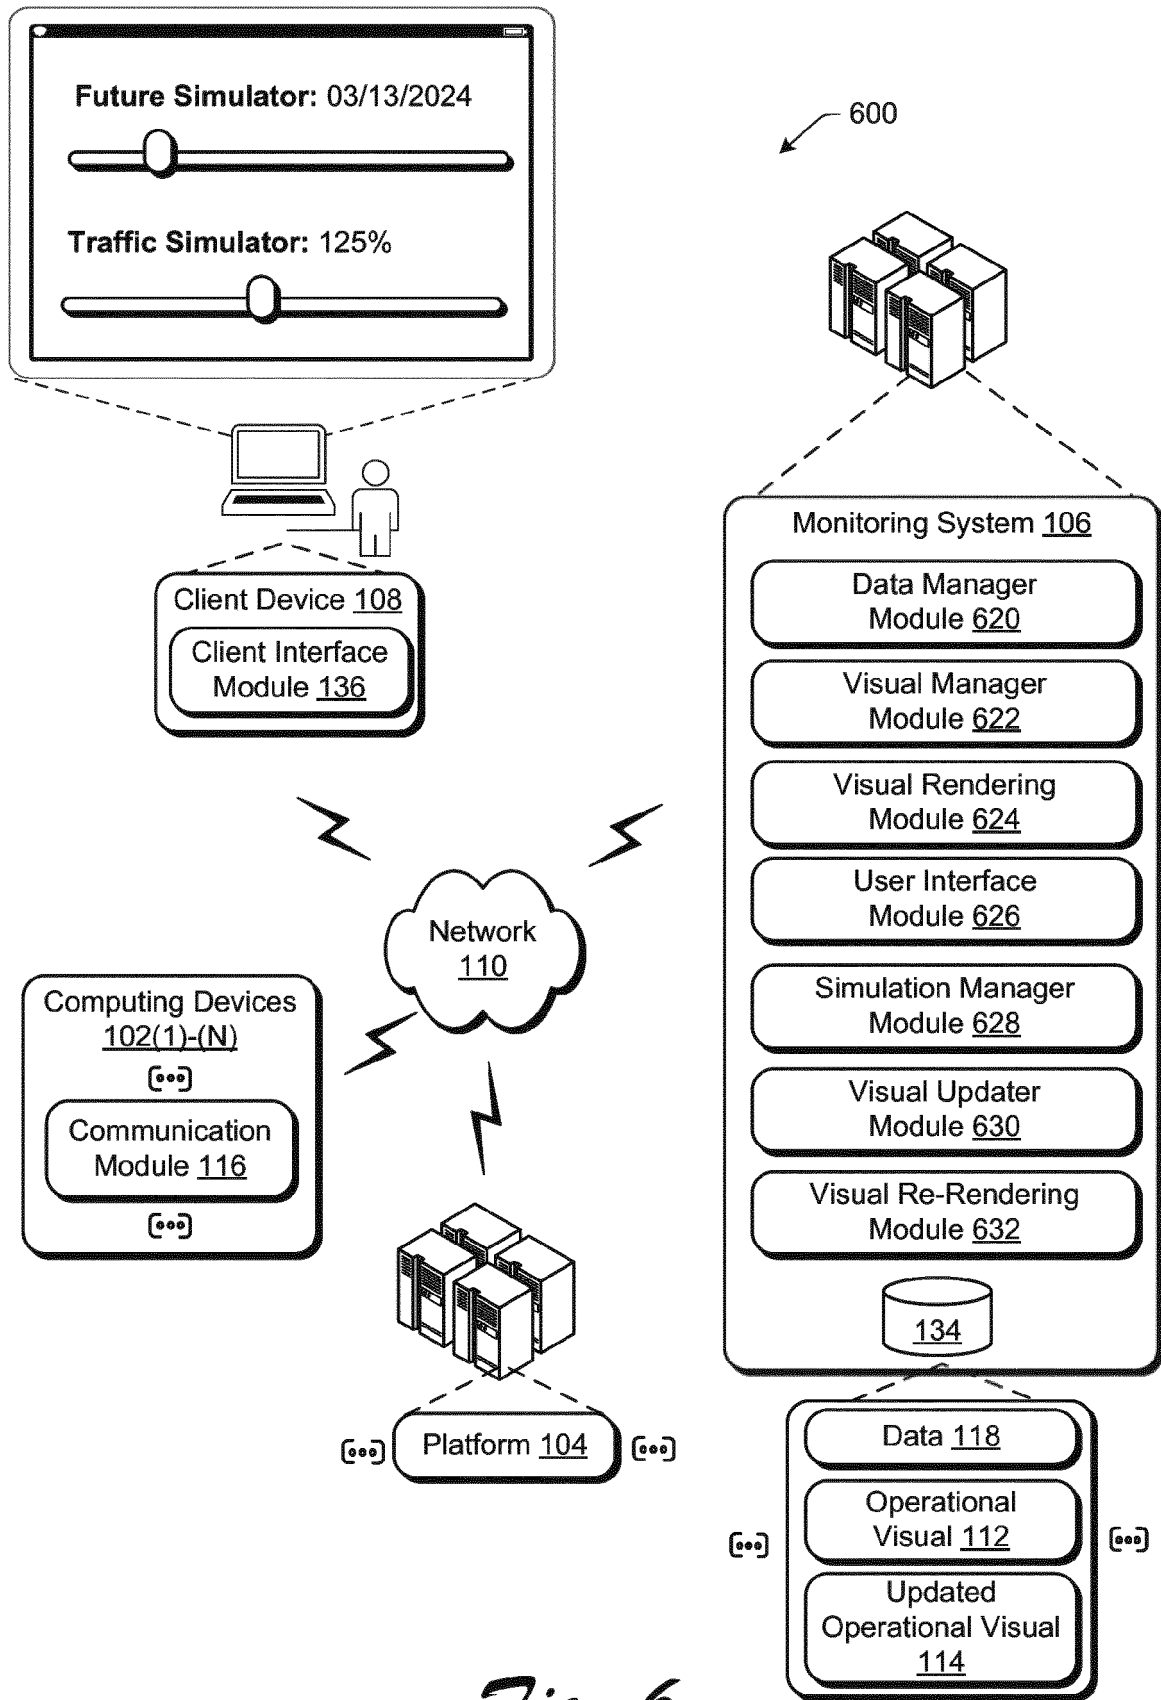 Future Simulator: 03/13/2024
Traffic Simulator: 125%
600
Client Device 108
Client Interface
Module 136
Monitoring System 106
Data Manager
Module 620
Visual Manager
Module 622
Visual Rendering
Module 624
User Interface
Module 626
Simulation Manager
Module 628
Visual Updater
Module 630
Visual Re-Rendering
Module 632
134
Network
110
Computing Devices
102(1)-(N)
Communication
Module 116
Platform 104
Data 118
Operational
Visual 112
Updated
Operational Visual
114
Fig. 6